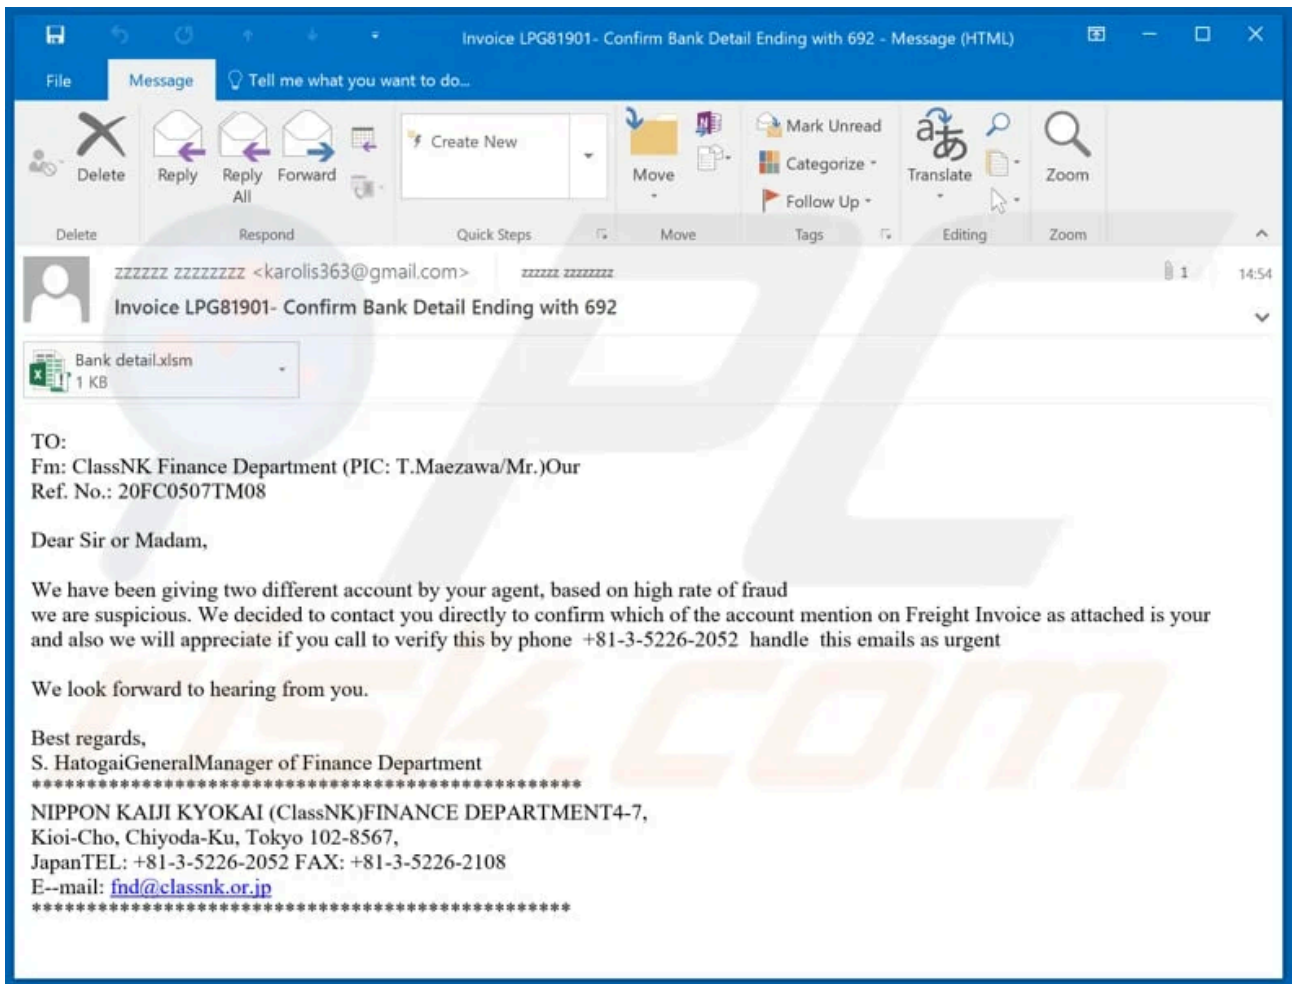 Invoice LPG81901- Confirm Bank Detail Ending with 692 - Message (HTML)
File Message Tell me what you want to do...
Delete Reply Reply All Forward Create New Move Mark Unread Categorize Follow Up Translate Zoom
Delete Respond Quick Steps Move Tags Editing Zoom
zzzzzz zzzzzzzz <karolis363@gmail.com> zzzzzz zzzzzzzz 1 14:54
Invoice LPG81901- Confirm Bank Detail Ending with 692
Bank detail.xlsm
1 KB
TO:
Fm: ClassNK Finance Department (PIC: T.Maezawa/Mr.)Our
Ref. No.: 20FC0507TM08
Dear Sir or Madam,
We have been giving two different account by your agent, based on high rate of fraud
we are suspicious. We decided to contact you directly to confirm which of the account mention on Freight Invoice as attached is your
and also we will appreciate if you call to verify this by phone +81-3-5226-2052 handle this emails as urgent
We look forward to hearing from you.
Best regards,
S. HatogaiGeneralManager of Finance Department
**************************************************
NIPPON KAIJI KYOKAI (ClassNK)FINANCE DEPARTMENT4-7,
Kioi-Cho, Chiyoda-Ku, Tokyo 102-8567,
JapanTEL: +81-3-5226-2052 FAX: +81-3-5226-2108
E--mail: fnd@classnk.or.jp
*************************************************
PC
risk.com